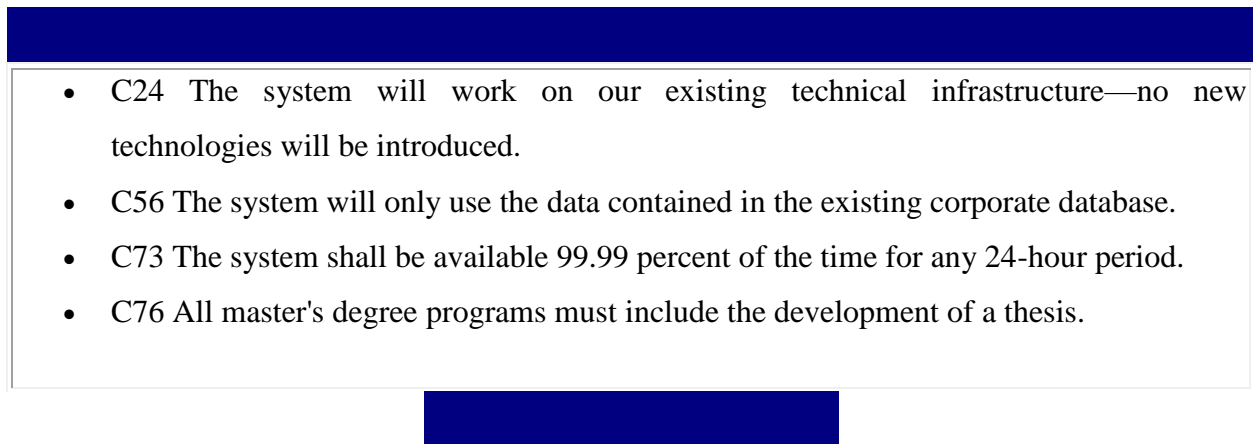 • C24 The system will work on our existing technical infrastructure—no new
technologies will be introduced.
• C56 The system will only use the data contained in the existing corporate database.
• C73 The system shall be available 99.99 percent of the time for any 24-hour period.
• C76 All master's degree programs must include the development of a thesis.